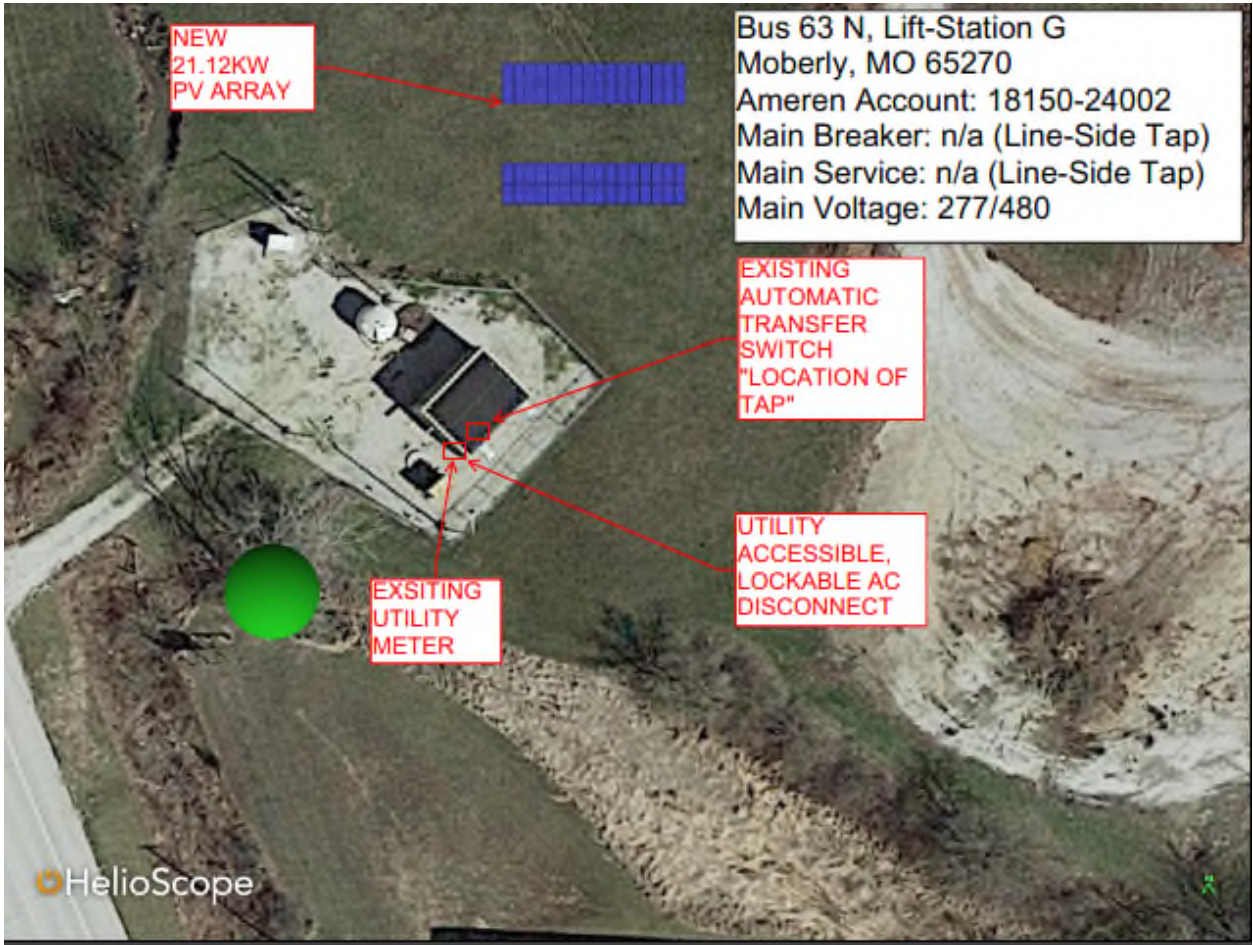 NEW
21.12KW
PV ARRAY
Bus 63 N, Lift-Station G
Moberly, MO 65270
Ameren Account: 18150-24002
Main Breaker: n/a (Line-Side Tap)
Main Service: n/a (Line-Side Tap)
Main Voltage: 277/480
EXISTING
AUTOMATIC
TRANSFER
SWITCH
"LOCATION OF
TAP"
UTILITY
ACCESSIBLE,
LOCKABLE AC
DISCONNECT
EXSITING
UTILITY
METER
HelioScope